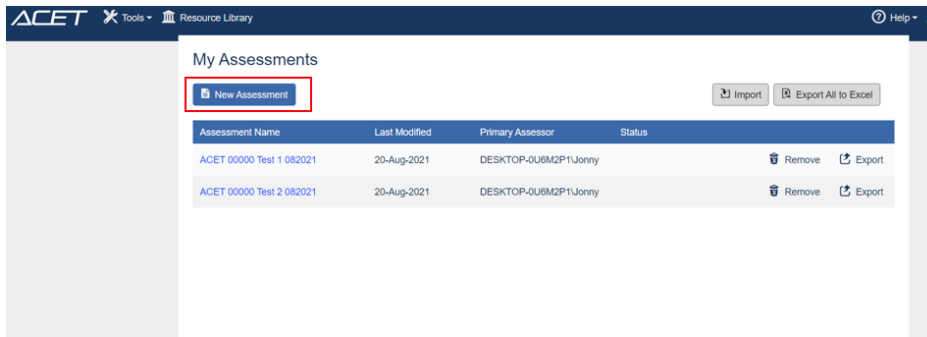 ACET Tools Resource Library Help
My Assessments
New Assessment Import Export All to Excel
Assessment Name Last Modified Primary Assessor Status
ACET 00000 Test 1 082021 20-Aug-2021 DESKTOP-0U6M2P1\Jonny Remove Export
ACET 00000 Test 2 082021 20-Aug-2021 DESKTOP-0U6M2P1\Jonny Remove Export